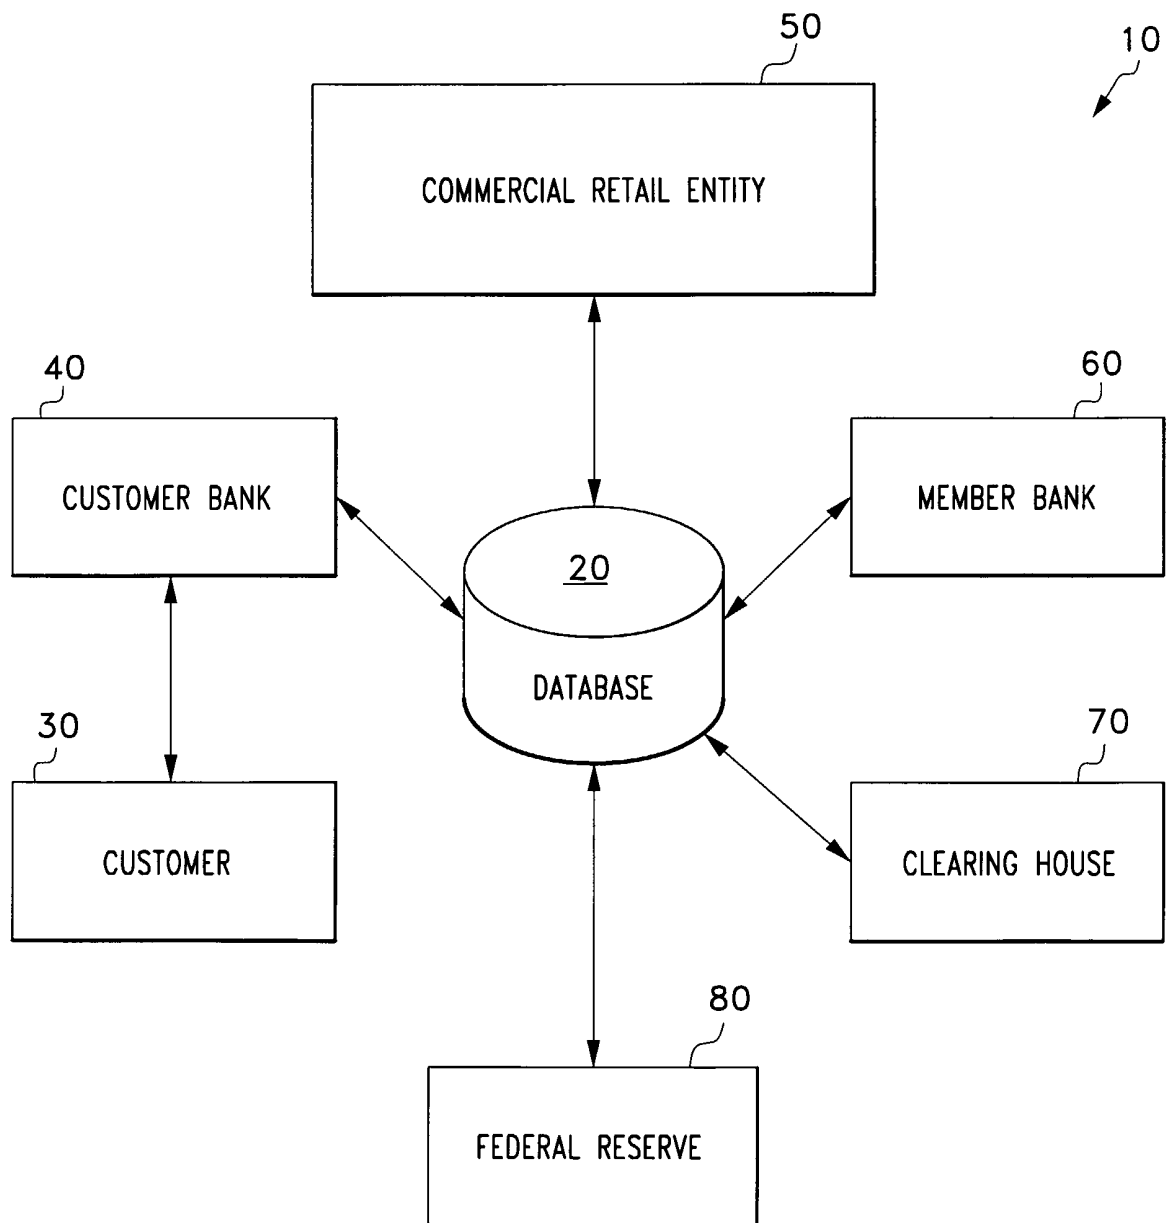 50
10
COMMERCIAL RETAIL ENTITY
40
60
CUSTOMER BANK
MEMBER BANK
20
DATABASE
30
70
CUSTOMER
CLEARING HOUSE
80
FEDERAL RESERVE